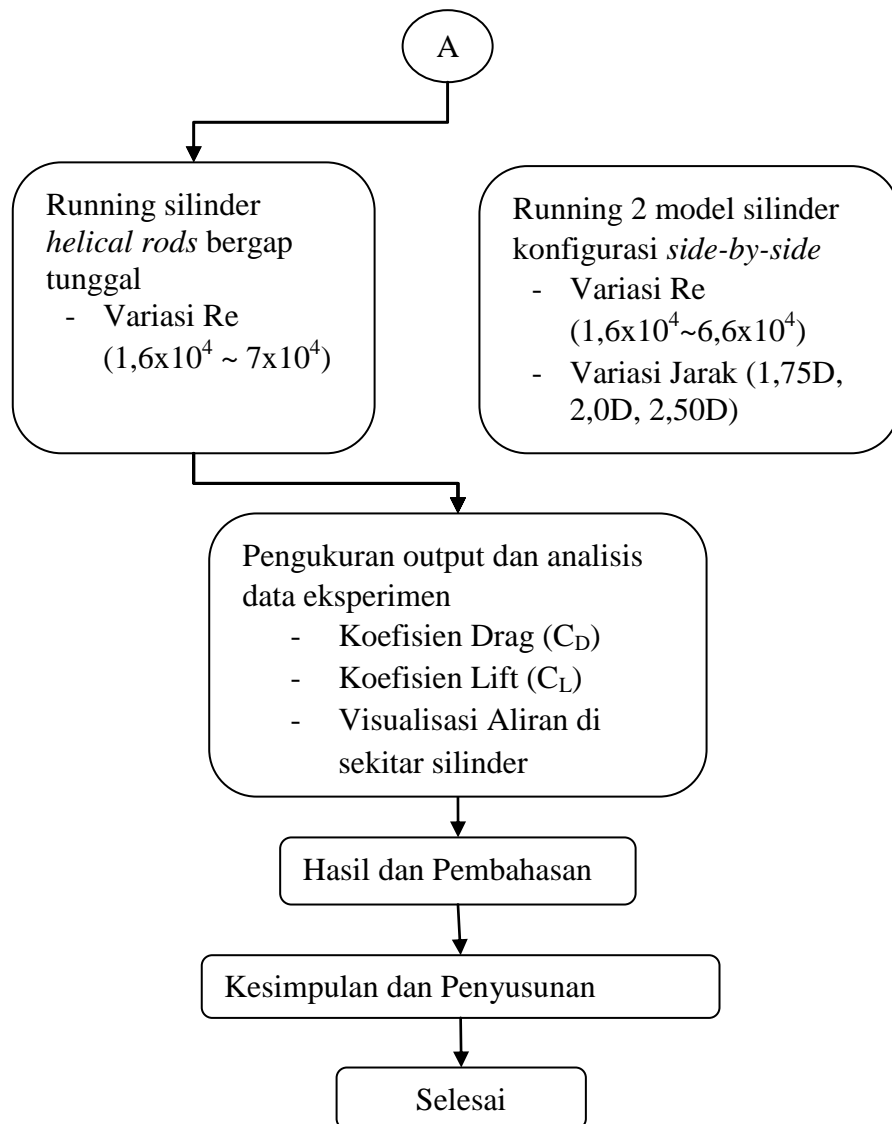 A
Running silinder
helical rods bergap
tunggal
- Variasi Re
(1,6x10⁴ ~ 7x10⁴)
Running 2 model silinder
konfigurasi side-by-side
- Variasi Re
(1,6x10⁴~6,6x10⁴)
- Variasi Jarak (1,75D,
2,0D, 2,50D)
Pengukuran output dan analisis
data eksperimen
- Koefisien Drag (C_D)
- Koefisien Lift (C_L)
- Visualisasi Aliran di
sekitar silinder
Hasil dan Pembahasan
Kesimpulan dan Penyusunan
Selesai